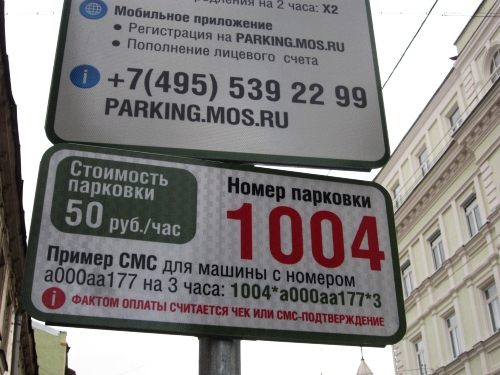 на 2 часа: X2
Мобильное приложение
• Регистрация на PARKING.MOS.RU
• Пополнение лицевого счета
i +7(495) 539 22 99
PARKING.MOS.RU
Стоимость
парковки
50 руб./час
Номер парковки
1004
Пример СМС для машины с номером
а000аа177 на 3 часа: 1004*а000аа177*3
i ФАКТОМ ОПЛАТЫ СЧИТАЕТСЯ ЧЕК ИЛИ СМС-ПОДТВЕРЖДЕНИЕ